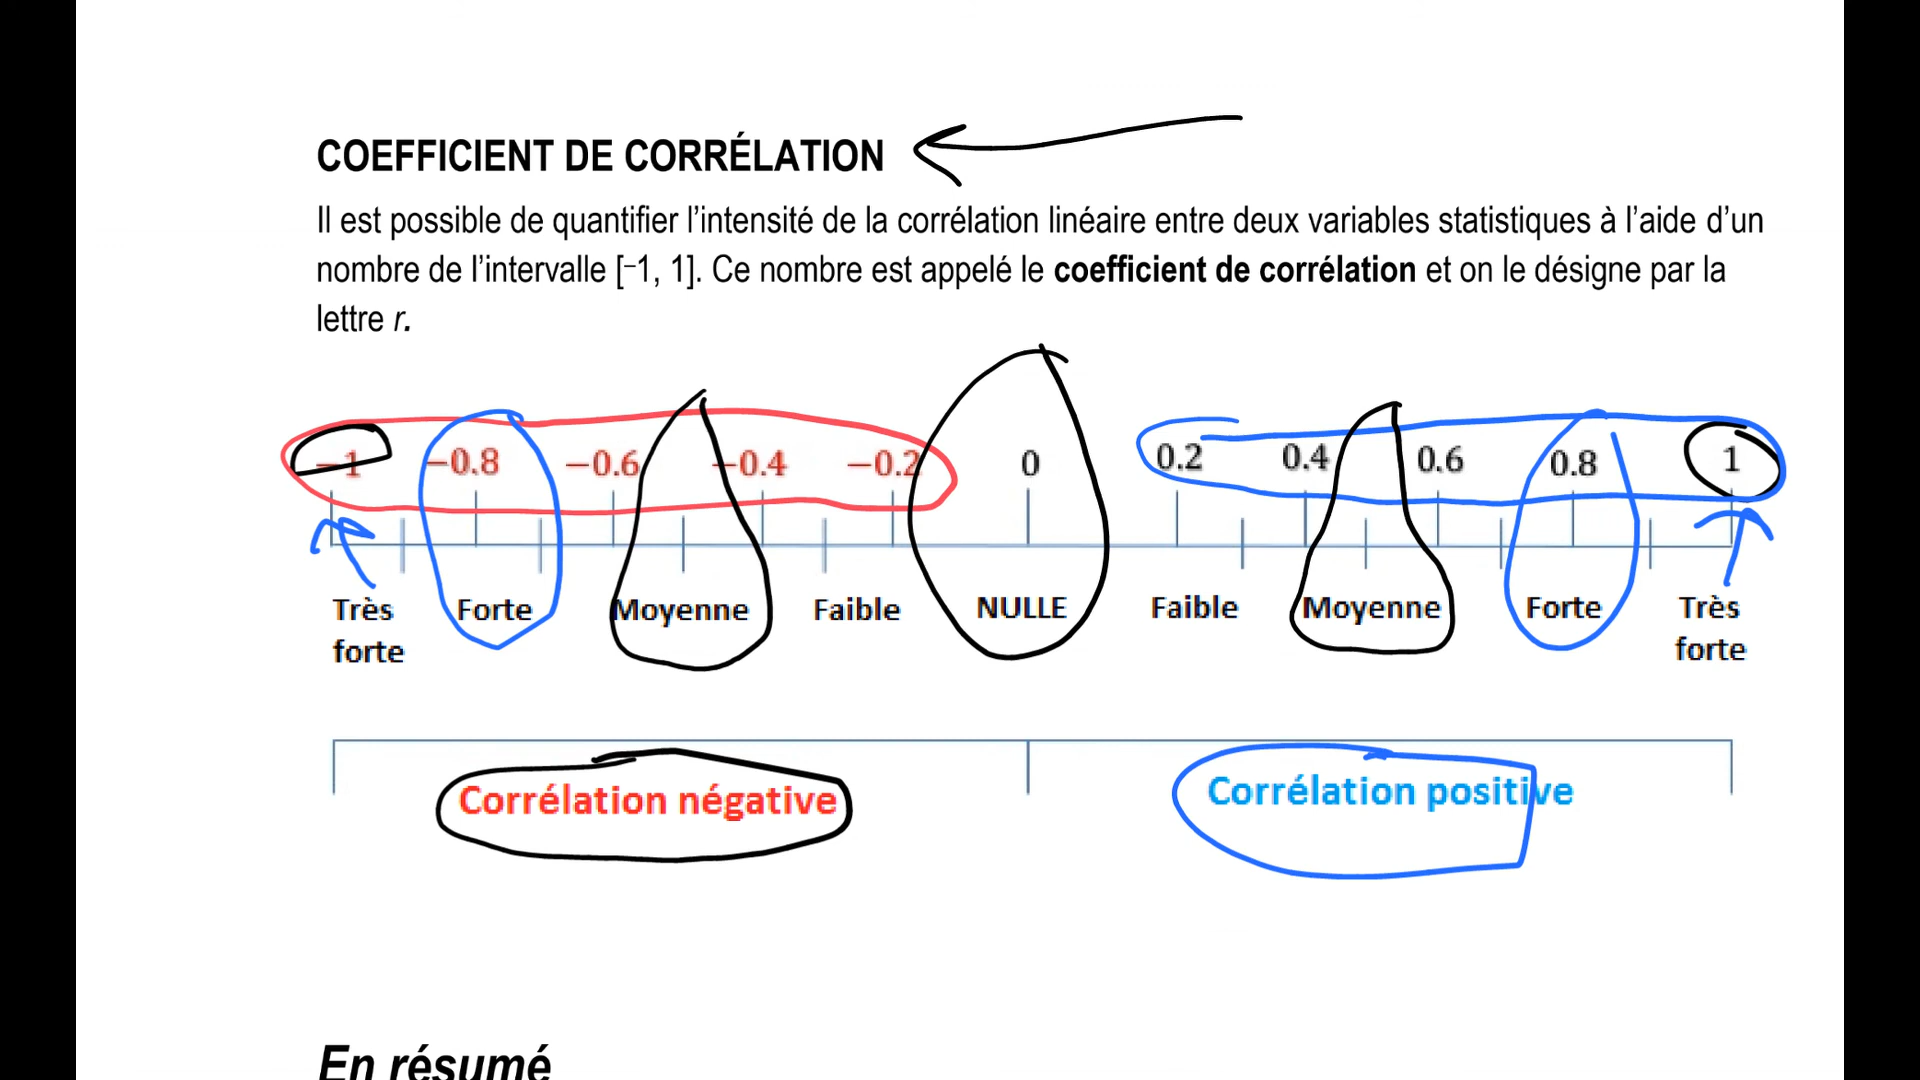 COEFFICIENT DE CORRÉLATION
Il est possible de quantifier l’intensité de la corrélation linéaire entre deux variables statistiques à l’aide d’un
nombre de l’intervalle [⁻1, 1]. Ce nombre est appelé le coefficient de corrélation et on le désigne par la
lettre r.
−1 −0.8 −0.6 −0.4 −0.2 0 0.2 0.4 0.6 0.8 1
Très Forte Moyenne Faible NULLE Faible Moyenne Forte Très
forte forte
Corrélation négative Corrélation positive
En résumé